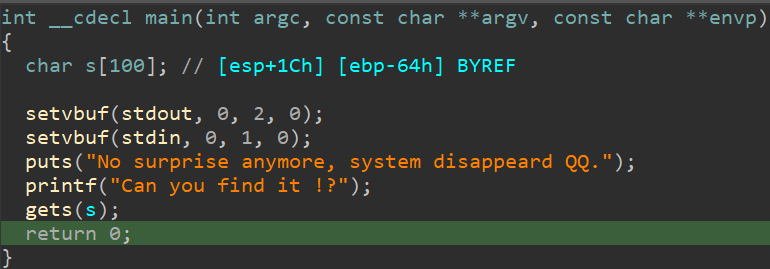 int __cdecl main(int argc, const char **argv, const char **envp)
{
  char s[100]; // [esp+1Ch] [ebp-64h] BYREF

  setvbuf(stdout, 0, 2, 0);
  setvbuf(stdin, 0, 1, 0);
  puts("No surprise anymore, system disappeard QQ.");
  printf("Can you find it !?");
  gets(s);
  return 0;
}